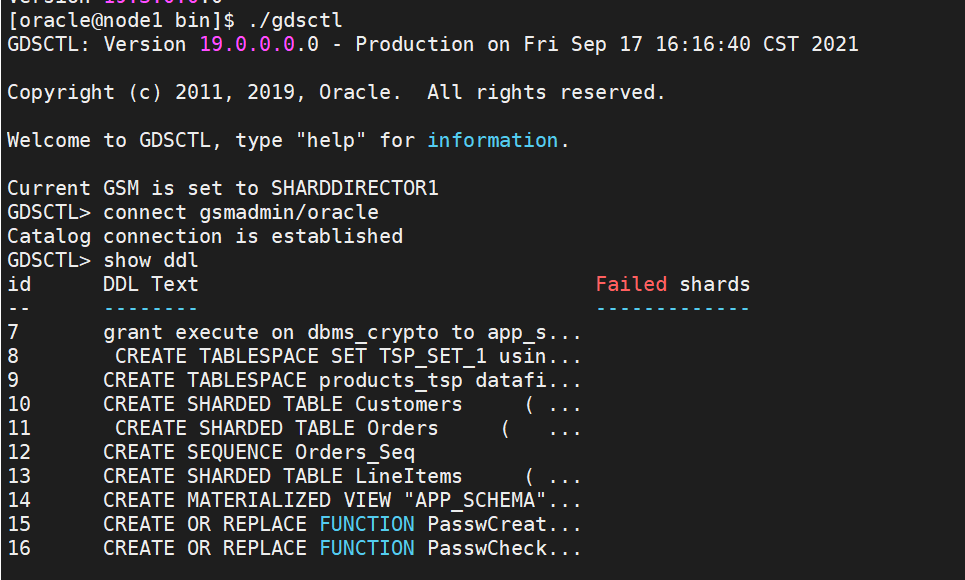 [oracle@node1 bin]$ ./gdsctl
GDSCTL: Version 19.0.0.0.0 - Production on Fri Sep 17 16:16:40 CST 2021
Copyright (c) 2011, 2019, Oracle.  All rights reserved.
Welcome to GDSCTL, type "help" for information.
Current GSM is set to SHARDDIRECTOR1
GDSCTL> connect gsmadmin/oracle
Catalog connection is established
GDSCTL> show ddl
id      DDL Text                                 Failed shards
--      --------                                 -------------
7       grant execute on dbms_crypto to app_s...
8        CREATE TABLESPACE SET TSP_SET_1 usin...
9       CREATE TABLESPACE products_tsp datafi...
10      CREATE SHARDED TABLE Customers     ( ...
11       CREATE SHARDED TABLE Orders     (   ...
12      CREATE SEQUENCE Orders_Seq
13      CREATE SHARDED TABLE LineItems     ( ...
14      CREATE MATERIALIZED VIEW "APP_SCHEMA"...
15      CREATE OR REPLACE FUNCTION PasswCreat...
16      CREATE OR REPLACE FUNCTION PasswCheck...